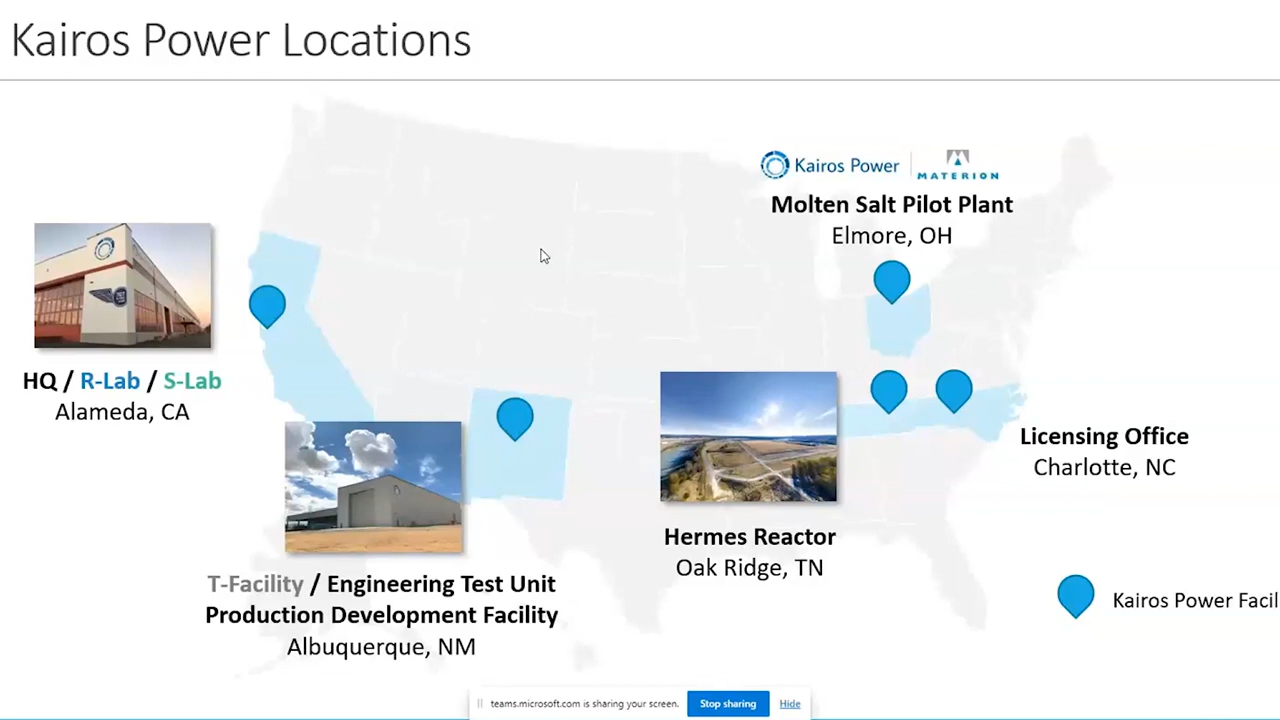 Kairos Power Locations
Kairos Power
MATERION
Molten Salt Pilot Plant
Elmore, OH
HQ / R-Lab / S-Lab
Alameda, CA
Licensing Office
Charlotte, NC
Hermes Reactor
Oak Ridge, TN
T-Facility / Engineering Test Unit
Production Development Facility
Albuquerque, NM
Kairos Power Facil
teams.microsoft.com is sharing your screen.
Stop sharing
Hide